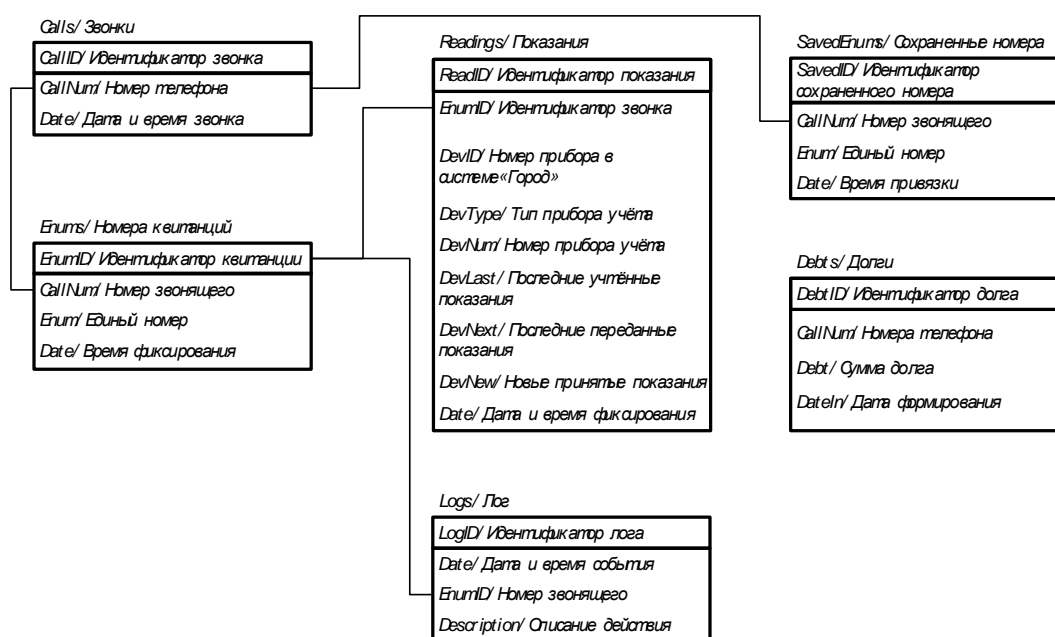 Calls/ Звонки
CallID/ Идентификатор звонка
CallNum/ Номер телефона
Date/ Дата и время звонка
Enums/ Номера квитанций
EnumID/ Идентификатор квитанции
CallNum/ Номер звонящего
Enum/ Единый номер
Date/ Время фиксирования
Readings/ Показания
ReadID/ Идентификатор показания
EnumID/ Идентификатор звонка
DevID/ Номер прибора в
системе«Город»
DevType/ Тип прибора учёта
DevNum/ Номер прибора учёта
DevLast/ Последние учтённые
показания
DevNext/ Последние переданные
показания
DevNew/ Новые принятые показания
Date/ Дата и время фиксирования
Logs/ Лог
LogID/ Идентификатор лога
Date/ Дата и время события
EnumID/ Номер звонящего
Description/ Описание действия
SavedEnums/ Сохраненные номера
SavedID/ Идентификатор
сохраненного номера
CallNum/ Номер звонящего
Enum/ Единый номер
Date/ Время привязки
Debts/ Долги
DebtID/ Идентификатор долга
CallNum/ Номера телефона
Debt/ Сумма долга
DateIn/ Дата формирования